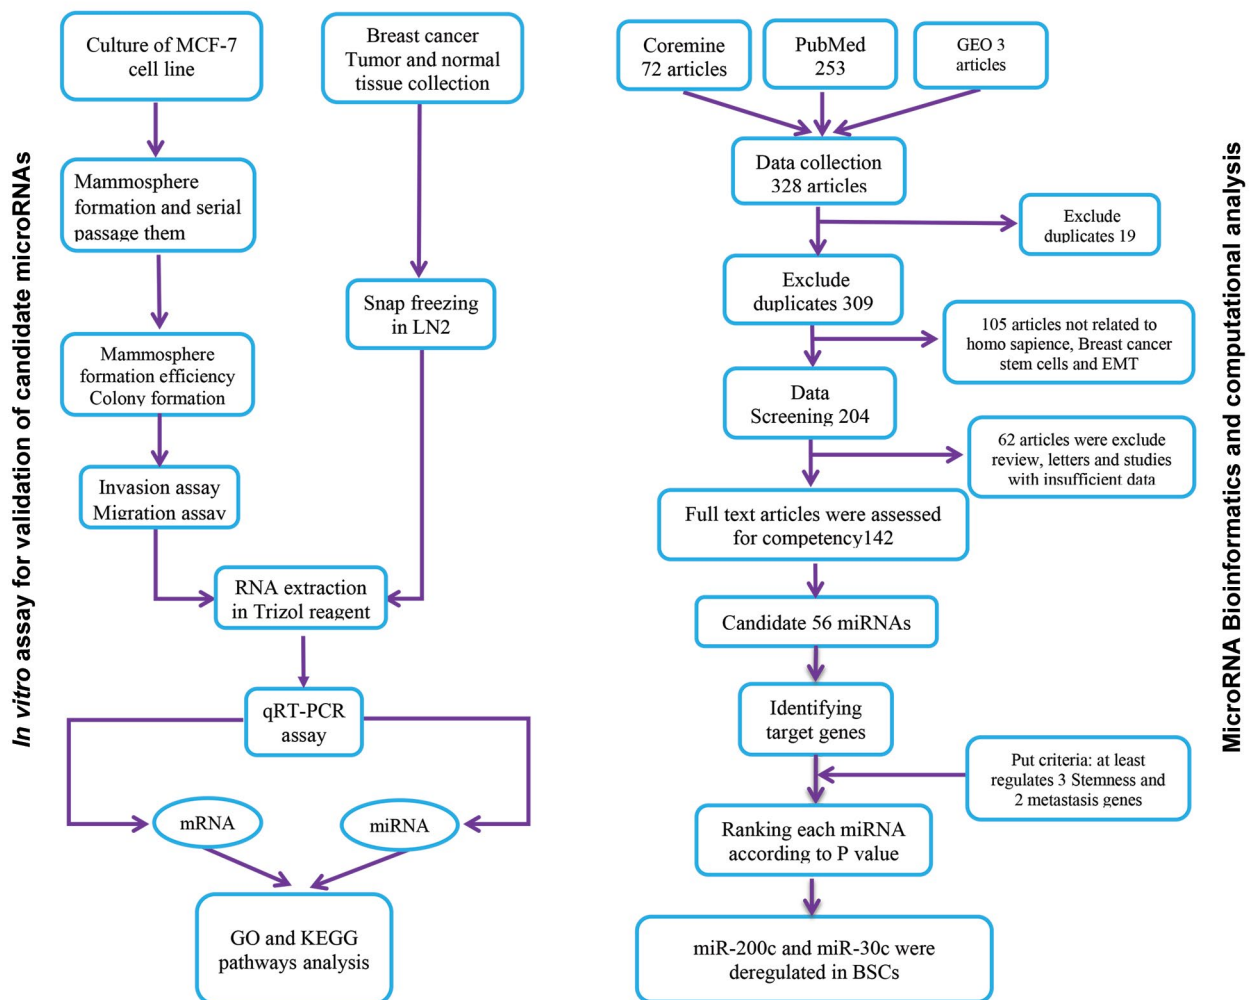 In vitro assay for validation of candidate microRNAs
Culture of MCF-7
cell line
Breast cancer
Tumor and normal
tissue collection
Mammosphere
formation and serial
passage them
Snap freezing
in LN2
Mammosphere
formation efficiency
Colony formation
Invasion assay
Migration assay
RNA extraction
in Trizol reagent
qRT-PCR
assay
mRNA
miRNA
GO and KEGG
pathways analysis
Coremine
72 articles
PubMed
253
GEO 3
articles
Data collection
328 articles
Exclude
duplicates 19
Exclude
duplicates 309
105 articles not related to
homo sapience, Breast cancer
stem cells and EMT
Data
Screening 204
62 articles were exclude
review, letters and studies
with insufficient data
Full text articles were assessed
for competency142
Candidate 56 miRNAs
Identifying
target genes
Put criteria: at least
regulates 3 Stemness and
2 metastasis genes
Ranking each miRNA
according to P value
miR-200c and miR-30c were
deregulated in BSCs
MicroRNA Bioinformatics and computational analysis